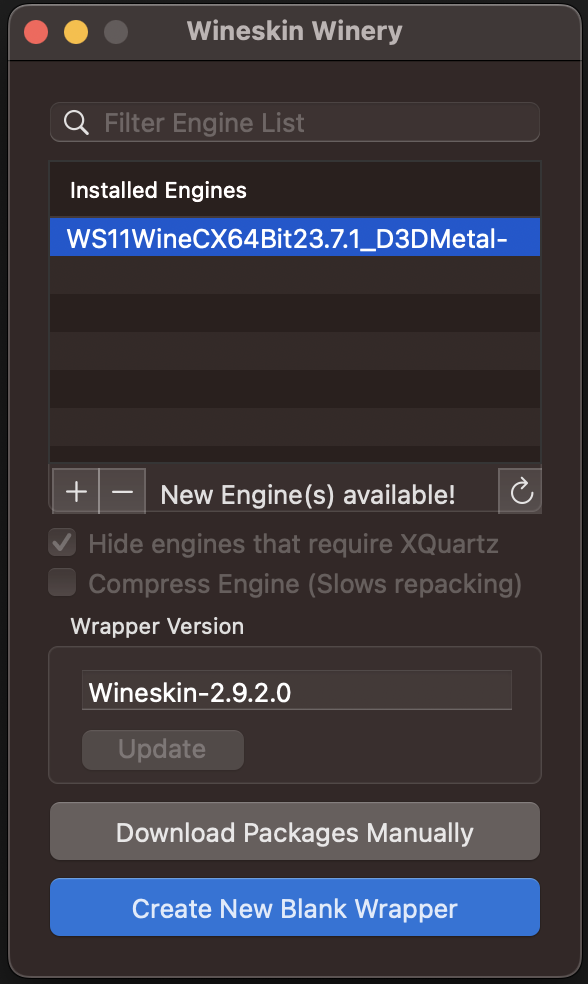 Wineskin Winery
Filter Engine List
Installed Engines
WS11WineCX64Bit23.7.1_D3DMetal-
New Engine(s) available!
Hide engines that require XQuartz
Compress Engine (Slows repacking)
Wrapper Version
Wineskin-2.9.2.0
Update
Download Packages Manually
Create New Blank Wrapper